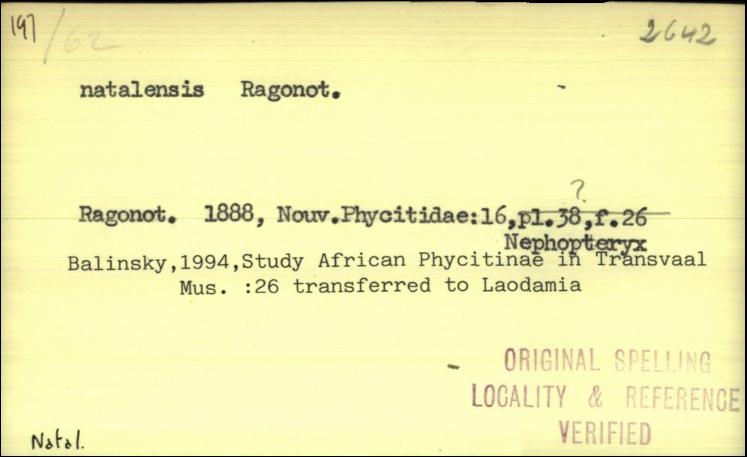 197 /62 2642
natalensis Ragonot.
?
Ragonot. 1888, Nouv.Phycitidae:16,pl.38,f.26
Nephopteryx
Balinsky,1994,Study African Phycitinae in Transvaal
Mus. :26 transferred to Laodamia
ORIGINAL SPELLING
LOCALITY & REFERENCE
VERIFIED
Natal.